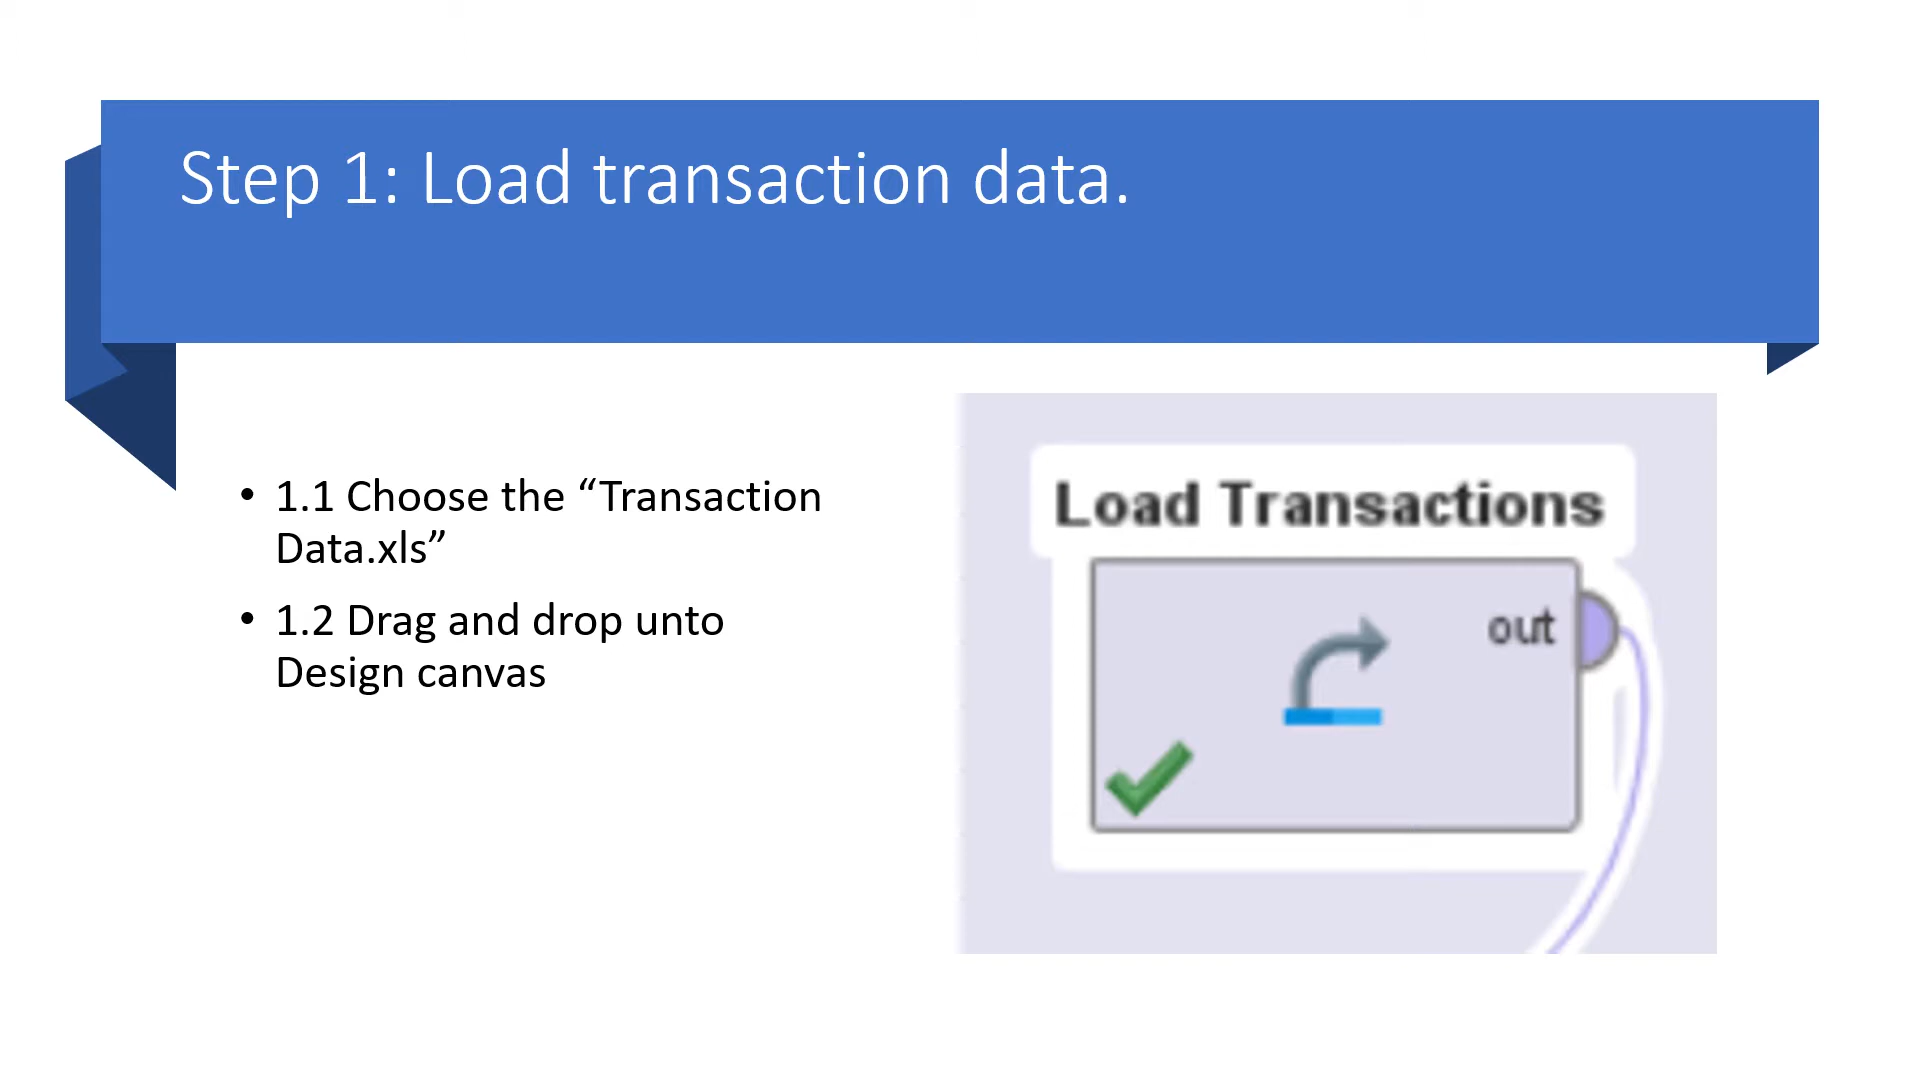 Step 1: Load transaction data.
• 1.1 Choose the “Transaction
Data.xls”
• 1.2 Drag and drop unto
Design canvas
Load Transactions
out